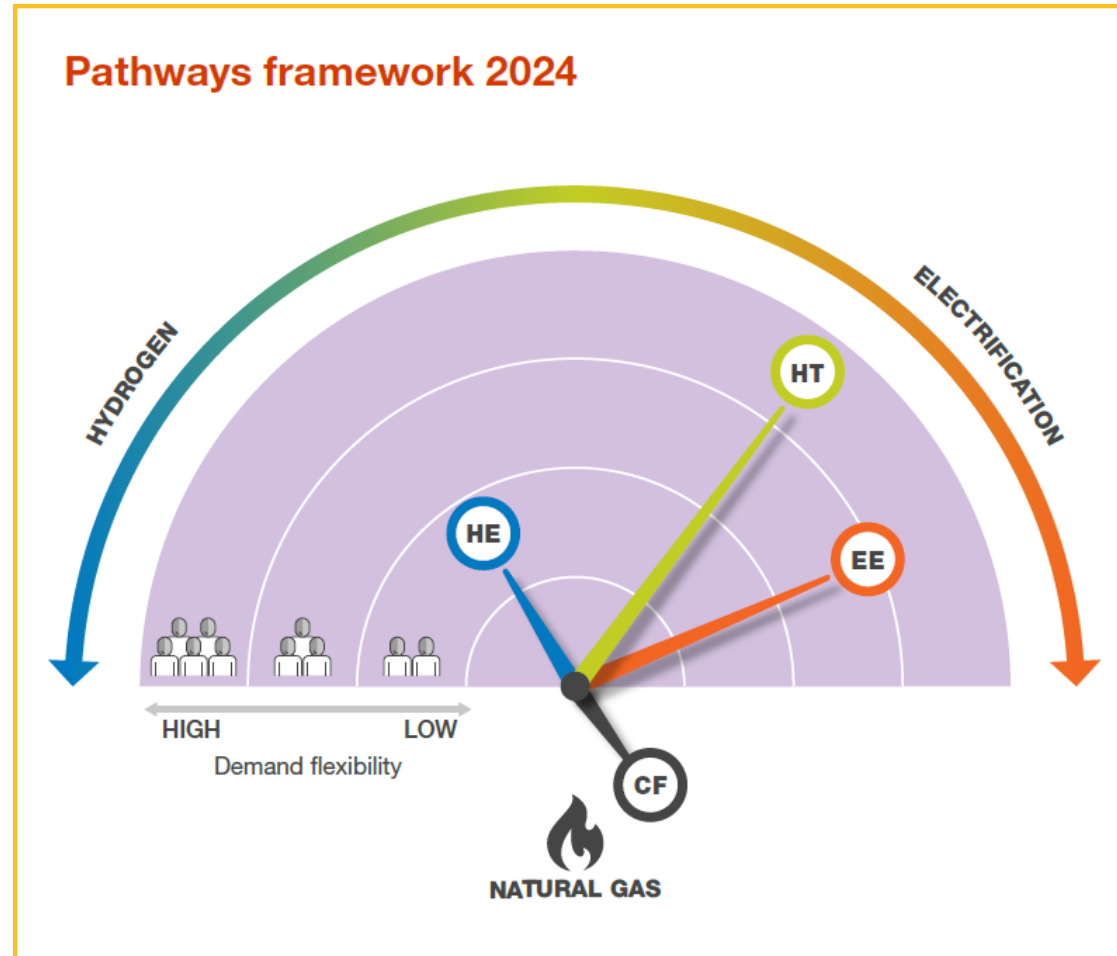 Pathways framework 2024
HYDROGEN
ELECTRIFICATION
HT
HE
EE
HIGH
LOW
Demand flexibility
CF
NATURAL GAS